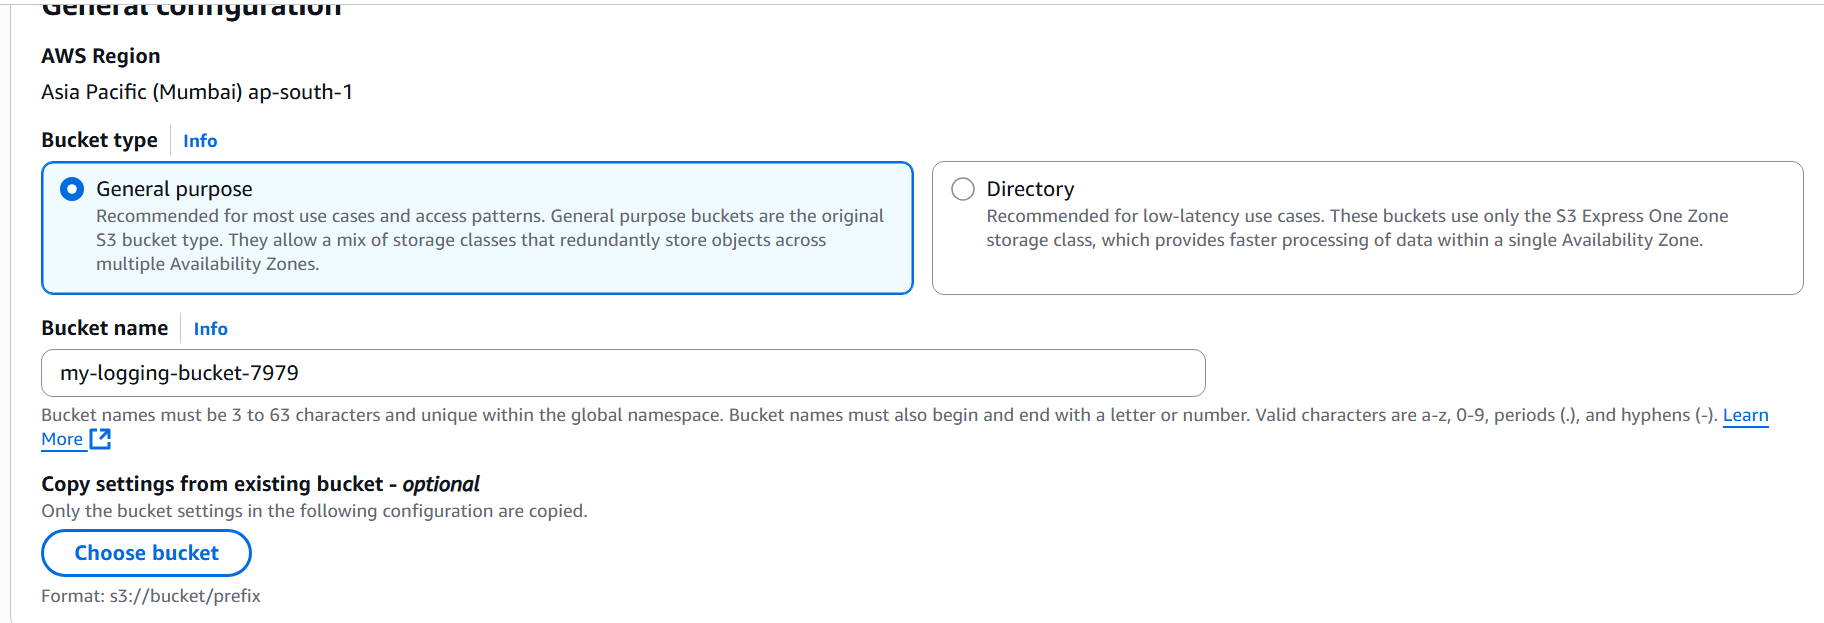 General configuration
AWS Region
Asia Pacific (Mumbai) ap-south-1
Bucket type
Info
General purpose
Recommended for most use cases and access patterns. General purpose buckets are the original
S3 bucket type. They allow a mix of storage classes that redundantly store objects across
multiple Availability Zones.
Directory
Recommended for low-latency use cases. These buckets use only the S3 Express One Zone
storage class, which provides faster processing of data within a single Availability Zone.
Bucket name
Info
my-logging-bucket-7979
Bucket names must be 3 to 63 characters and unique within the global namespace. Bucket names must also begin and end with a letter or number. Valid characters are a-z, 0-9, periods (.), and hyphens (-). Learn
More
Copy settings from existing bucket - optional
Only the bucket settings in the following configuration are copied.
Choose bucket
Format: s3://bucket/prefix